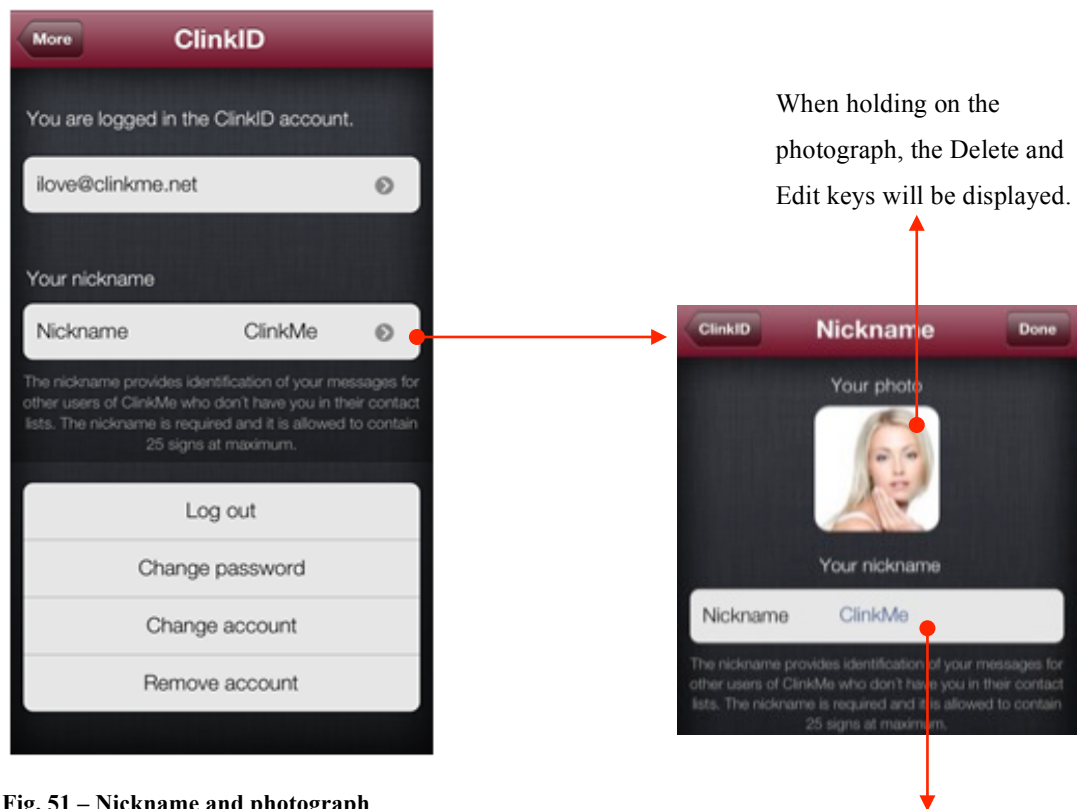 More
ClinkID
You are logged in the ClinkID account.
ilove@clinkme.net
Your nickname
Nickname ClinkMe
The nickname provides identification of your messages for
other users of ClinkMe who don't have you in their contact
lists. The nickname is required and it is allowed to contain
25 signs at maximum.
Log out
Change password
Change account
Remove account
When holding on the
photograph, the Delete and
Edit keys will be displayed.
ClinkID
Nickname
Done
Your photo
Your nickname
Nickname ClinkMe
The nickname provides identification of your messages for
other users of ClinkMe who don't have you in their contact
lists. The nickname is required and it is allowed to contain
25 signs at maximum.
Fig. 51 – Nickname and photograph